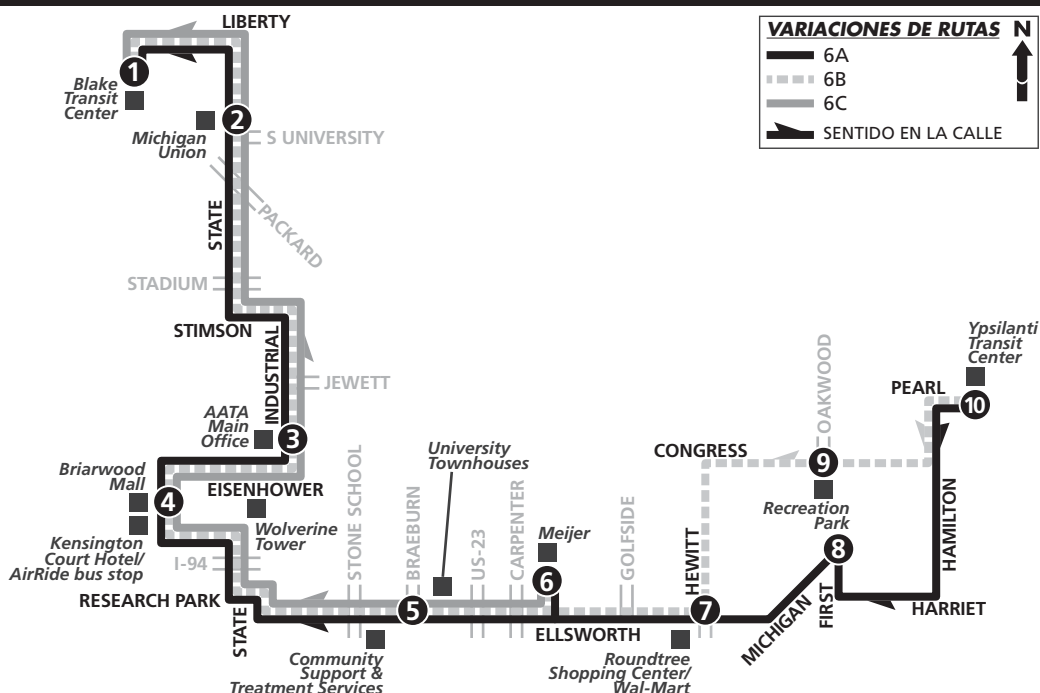 LIBERTY
VARIACIONES DE RUTAS N
6A
6B
6C
SENTIDO EN LA CALLE
1
Blake
Transit
Center
2
Michigan
Union
S UNIVERSITY
STATE
PACKARD
STADIUM
STIMSON
INDUSTRIAL
JEWETT
AATA
Main
Office
3
Briarwood
Mall
4
EISENHOWER
Kensington
Court Hotel/
AirRide bus stop
Wolverine
Tower
I-94
RESEARCH PARK
STATE
STONE SCHOOL
BRAEBURN
University
Townhouses
US-23
CARPENTER
Meijer
5
6
Community
Support &
Treatment Services
ELLSWORTH
GOLFSIDE
HEWITT
7
Roundtree
Shopping Center/
Wal-Mart
CONGRESS
OAKWOOD
9
Recreation
Park
8
MICHIGAN
FIRST
HARRIET
HAMILTON
PEARL
10
Ypsilanti
Transit
Center